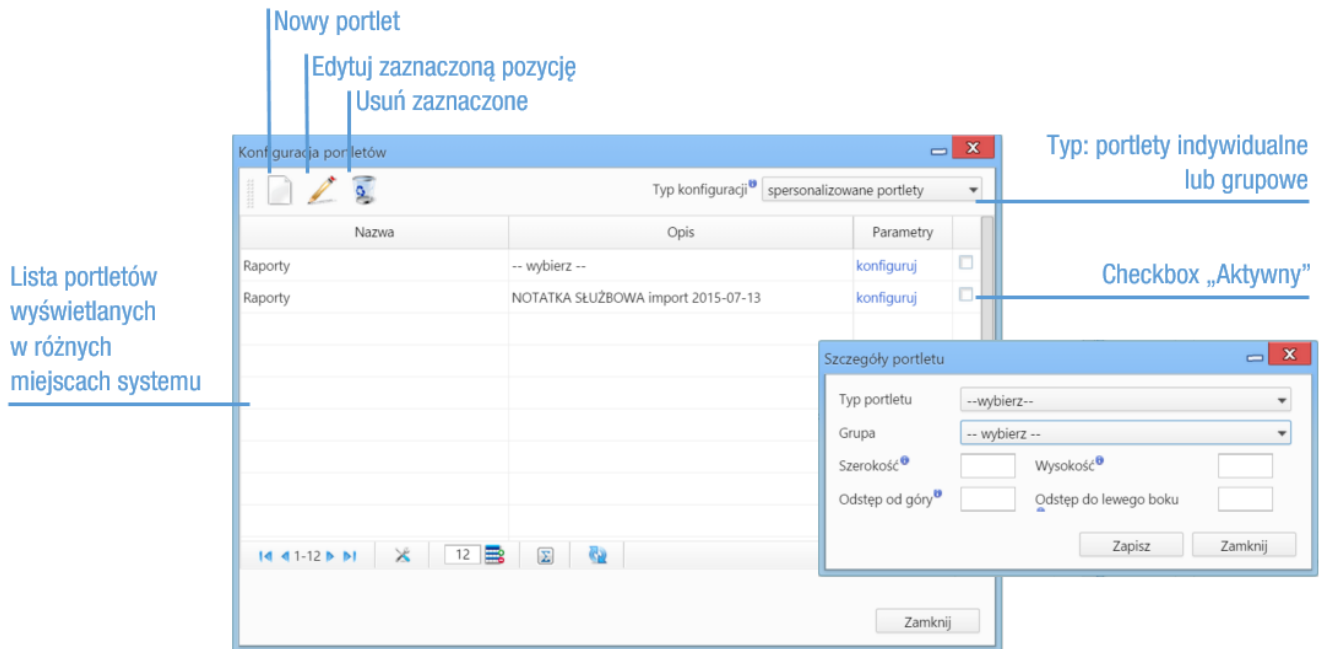 Nowy portlet
Edytuj zaznaczoną pozycję
Usuń zaznaczone
Konfiguracja portletów
Typ: portlety indywidualne
lub grupowe
Typ konfiguracji spersonalizowane portlety
Nazwa Opis Parametry
Raporty -- wybierz -- konfiguruj
Checkbox „Aktywny”
Raporty NOTATKA SŁUŻBOWA import 2015-07-13 konfiguruj
Lista portletów
wyświetlanych
w różnych
miejscach systemu
Szczegóły portletu
Typ portletu --wybierz--
Grupa -- wybierz --
Szerokość Wysokość
Odstęp od góry Odstęp do lewego boku
Zapisz Zamknij
1-12 12
Zamknij